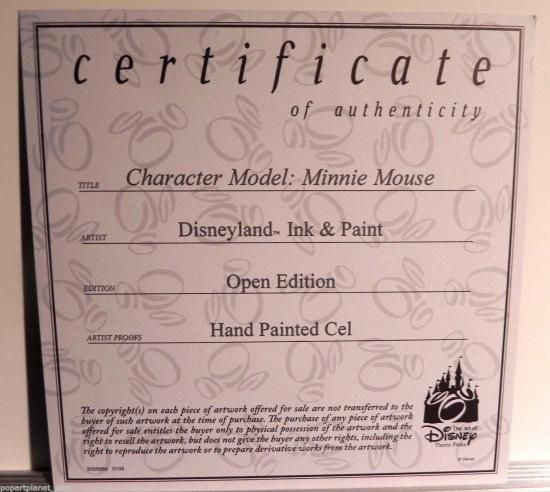 certificate
of authenticity
TITLE Character Model: Minnie Mouse
ARTIST Disneyland™ Ink & Paint
EDITION Open Edition
ARTIST PROOFS Hand Painted Cel
The copyright(s) on each piece of artwork offered for sale are not transferred to the
buyer of such artwork at the time of purchase. The purchase of any piece of artwork
offered for sale entitles the buyer only to physical possession of the artwork and the
right to resell the artwork, but does not give the buyer any other rights, including the
right to reproduce the artwork or to prepare derivative works from the artwork.
The Art of
Disney
Theme Parks
© Disney
popartplanet